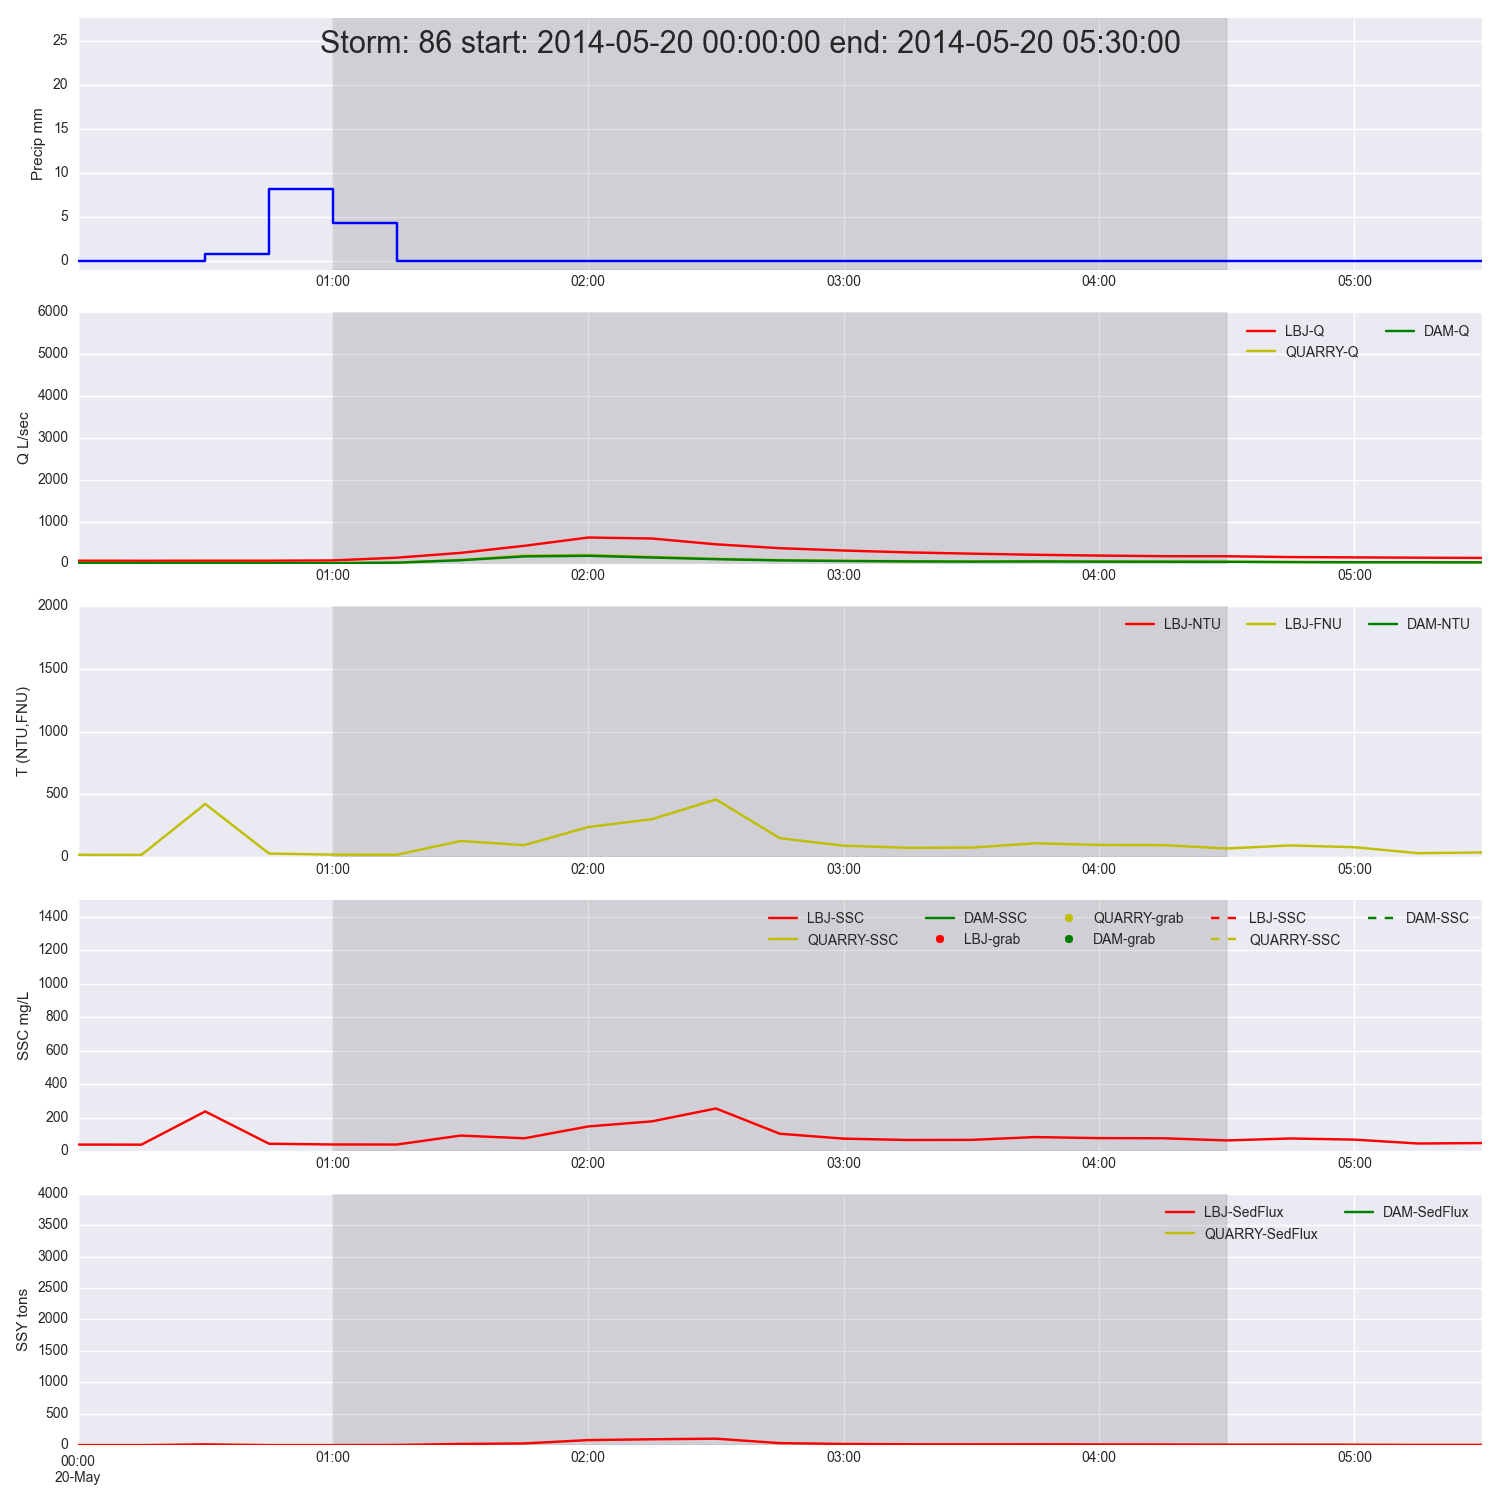 Storm: 86 start: 2014-05-20 00:00:00 end: 2014-05-20 05:30:00
Precip mm
25
20
15
10
5
0
01:00 02:00 03:00 04:00 05:00
Q L/sec
6000
5000
4000
3000
2000
1000
0
LBJ-Q DAM-Q
QUARRY-Q
01:00 02:00 03:00 04:00 05:00
T (NTU,FNU)
2000
1500
1000
500
0
LBJ-NTU LBJ-FNU DAM-NTU
01:00 02:00 03:00 04:00 05:00
SSC mg/L
1400
1200
1000
800
600
400
200
0
LBJ-SSC DAM-SSC QUARRY-grab LBJ-SSC DAM-SSC
QUARRY-SSC LBJ-grab DAM-grab QUARRY-SSC
01:00 02:00 03:00 04:00 05:00
SSY tons
4000
3500
3000
2500
2000
1500
1000
500
0
LBJ-SedFlux DAM-SedFlux
QUARRY-SedFlux
00:00 01:00 02:00 03:00 04:00 05:00
20-May